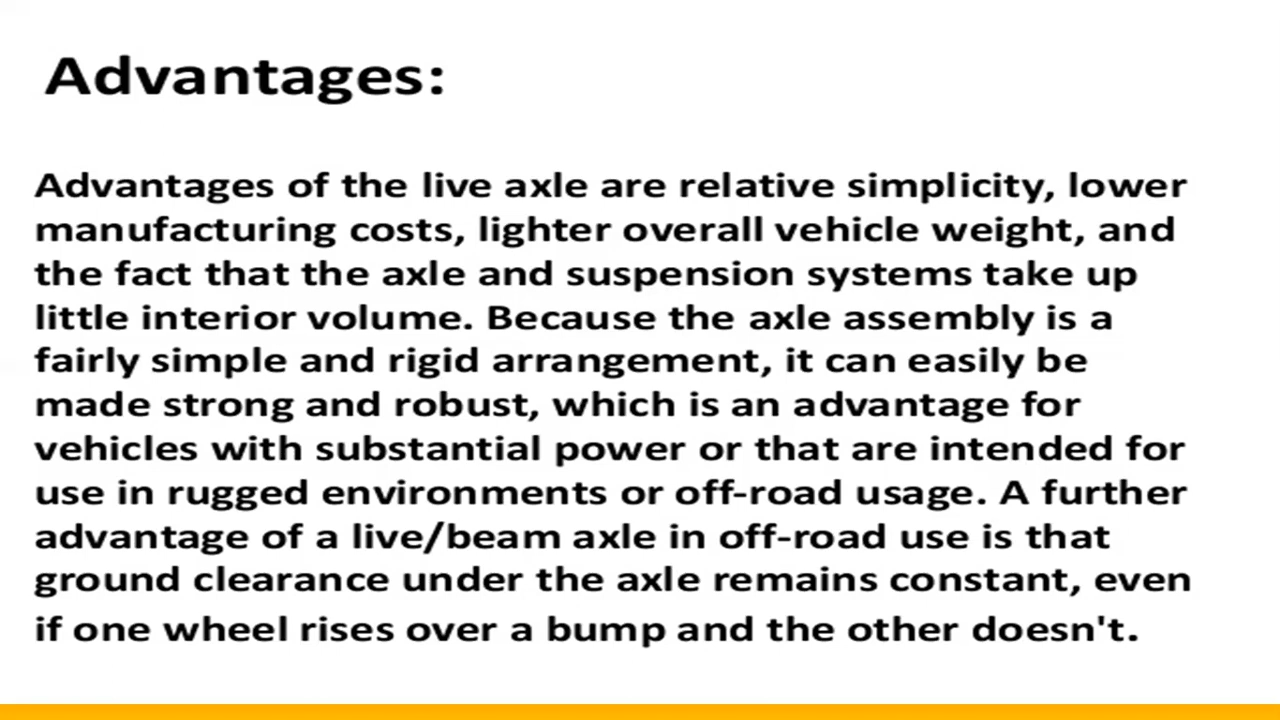 Advantages:
Advantages of the live axle are relative simplicity, lower
manufacturing costs, lighter overall vehicle weight, and
the fact that the axle and suspension systems take up
little interior volume. Because the axle assembly is a
fairly simple and rigid arrangement, it can easily be
made strong and robust, which is an advantage for
vehicles with substantial power or that are intended for
use in rugged environments or off-road usage. A further
advantage of a live/beam axle in off-road use is that
ground clearance under the axle remains constant, even
if one wheel rises over a bump and the other doesn't.